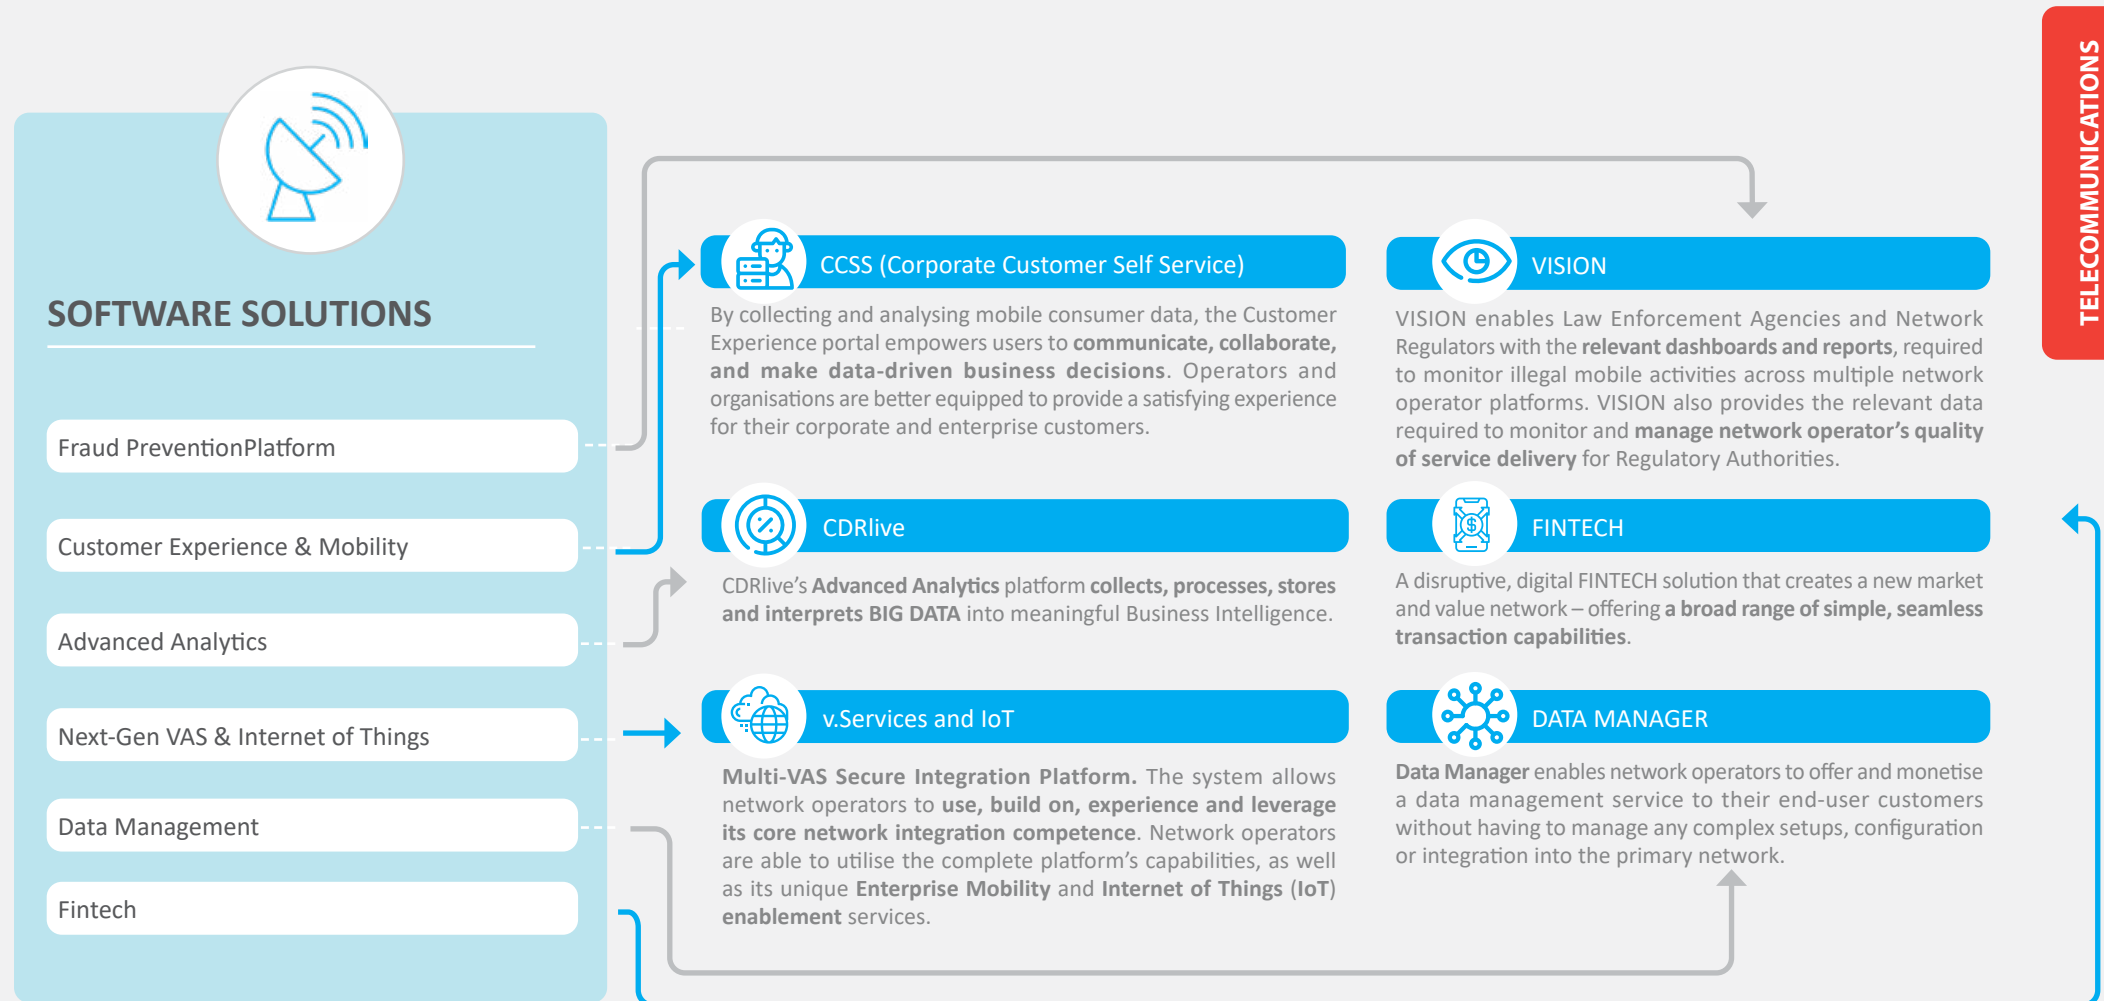 TELECOMMUNICATIONS
SOFTWARE SOLUTIONS
Fraud PreventionPlatform
Customer Experience & Mobility
Advanced Analytics
Next-Gen VAS & Internet of Things
Data Management
Fintech
CCSS (Corporate Customer Self Service)
By collecting and analysing mobile consumer data, the Customer
Experience portal empowers users to communicate, collaborate,
and make data-driven business decisions. Operators and
organisations are better equipped to provide a satisfying experience
for their corporate and enterprise customers.
CDRlive
CDRlive's Advanced Analytics platform collects, processes, stores
and interprets BIG DATA into meaningful Business Intelligence.
v.Services and IoT
Multi-VAS Secure Integration Platform. The system allows
network operators to use, build on, experience and leverage
its core network integration competence. Network operators
are able to utilise the complete platform's capabilities, as well
as its unique Enterprise Mobility and Internet of Things (IoT)
enablement services.
VISION
VISION enables Law Enforcement Agencies and Network
Regulators with the relevant dashboards and reports, required
to monitor illegal mobile activities across multiple network
operator platforms. VISION also provides the relevant data
required to monitor and manage network operator's quality
of service delivery for Regulatory Authorities.
FINTECH
A disruptive, digital FINTECH solution that creates a new market
and value network – offering a broad range of simple, seamless
transaction capabilities.
DATA MANAGER
Data Manager enables network operators to offer and monetise
a data management service to their end-user customers
without having to manage any complex setups, configuration
or integration into the primary network.